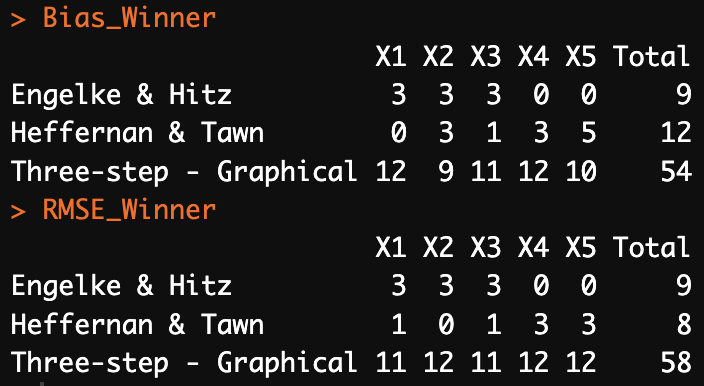 > Bias_Winner
X1 X2 X3 X4 X5 Total
Engelke & Hitz 3 3 3 0 0 9
Heffernan & Tawn 0 3 1 3 5 12
Three-step - Graphical 12 9 11 12 10 54
> RMSE_Winner
X1 X2 X3 X4 X5 Total
Engelke & Hitz 3 3 3 0 0 9
Heffernan & Tawn 1 0 1 3 3 8
Three-step - Graphical 11 12 11 12 12 58